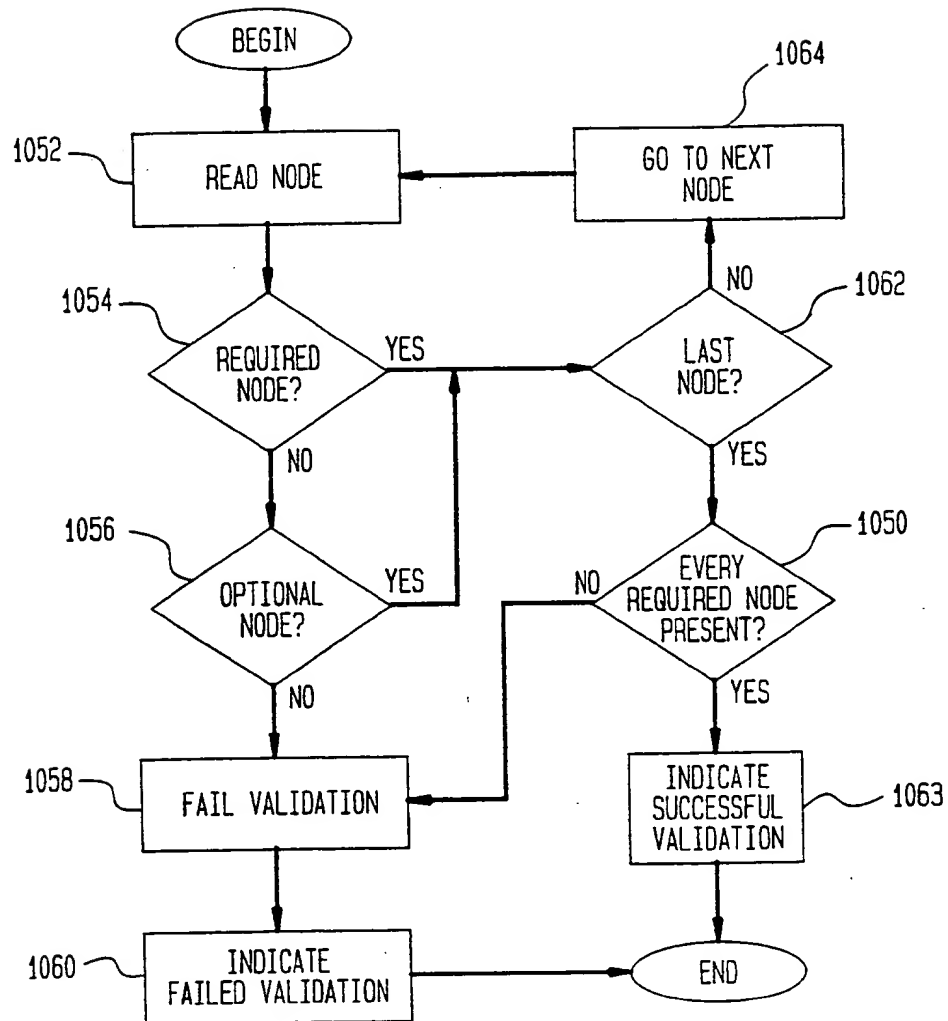 BEGIN
1064
1052
READ NODE
GO TO NEXT
NODE
NO
1054
1062
REQUIRED
NODE?
YES
LAST
NODE?
NO
YES
1056
1050
OPTIONAL
NODE?
YES
NO
EVERY
REQUIRED NODE
PRESENT?
NO
YES
1058
FAIL VALIDATION
INDICATE
SUCCESSFUL
VALIDATION
1063
1060
INDICATE
FAILED VALIDATION
END